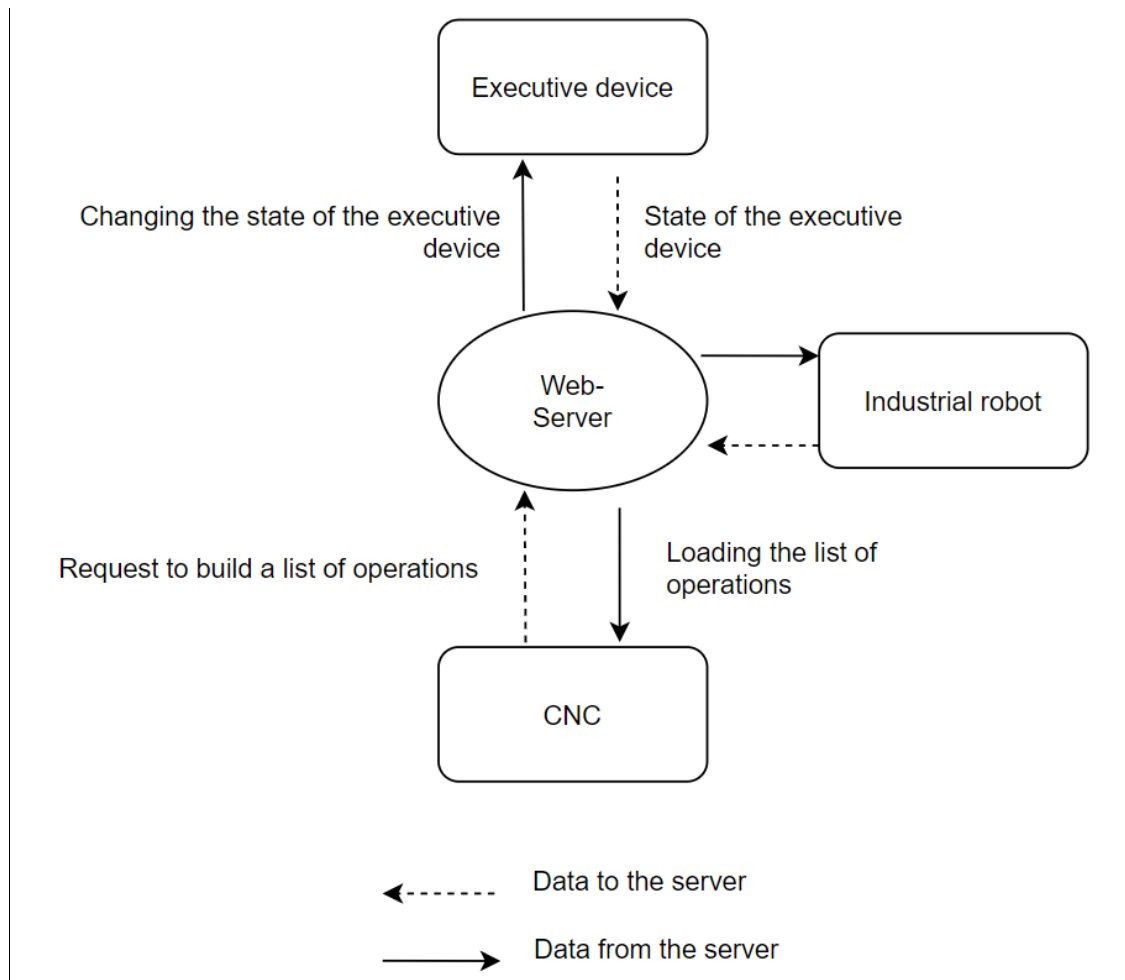 Executive device
Changing the state of the executive
device
State of the executive
device
Web-
Server
Industrial robot
Request to build a list of operations
Loading the list of
operations
CNC
Data to the server
Data from the server